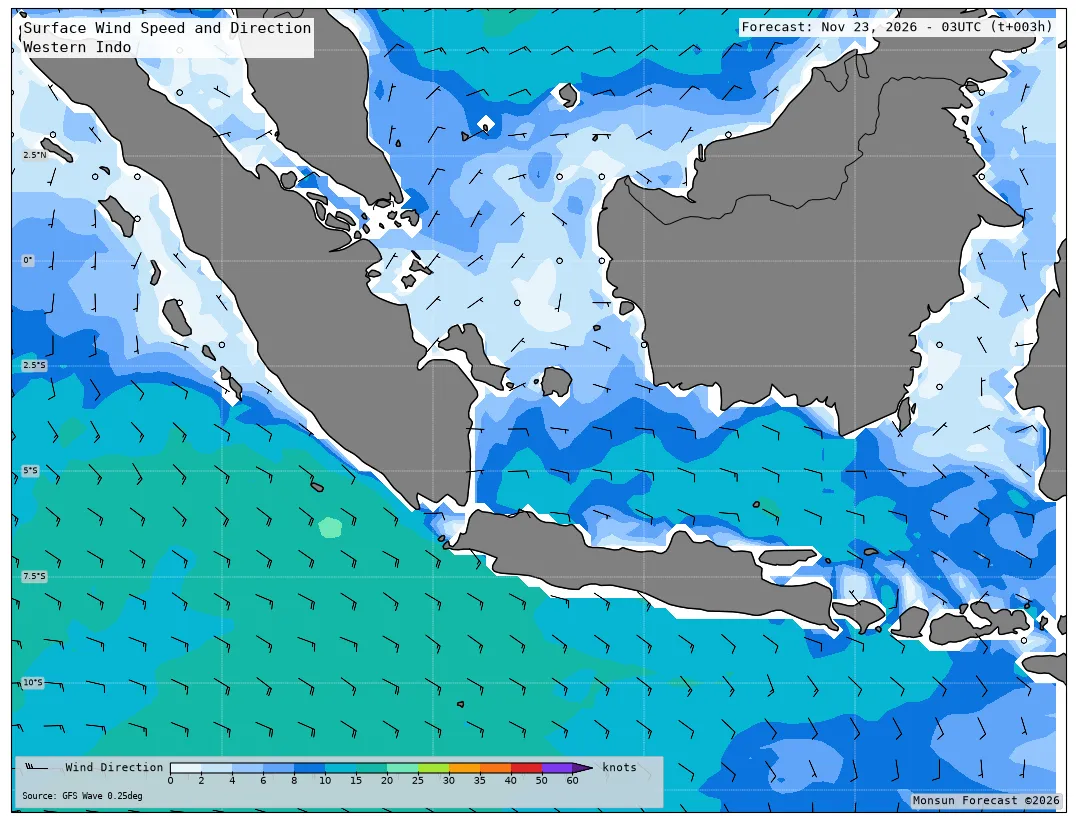 Surface Wind Speed and Direction
Western Indo
Forecast: Nov 23, 2026 - 03UTC (t+003h)
2.5°N
0°
2.5°S
5°S
7.5°S
10°S
Wind Direction
0 2 4 6 8 10 15 20 25 30 35 40 50 60
knots
Source: GFS Wave 0.25deg
Monsun Forecast ©2026